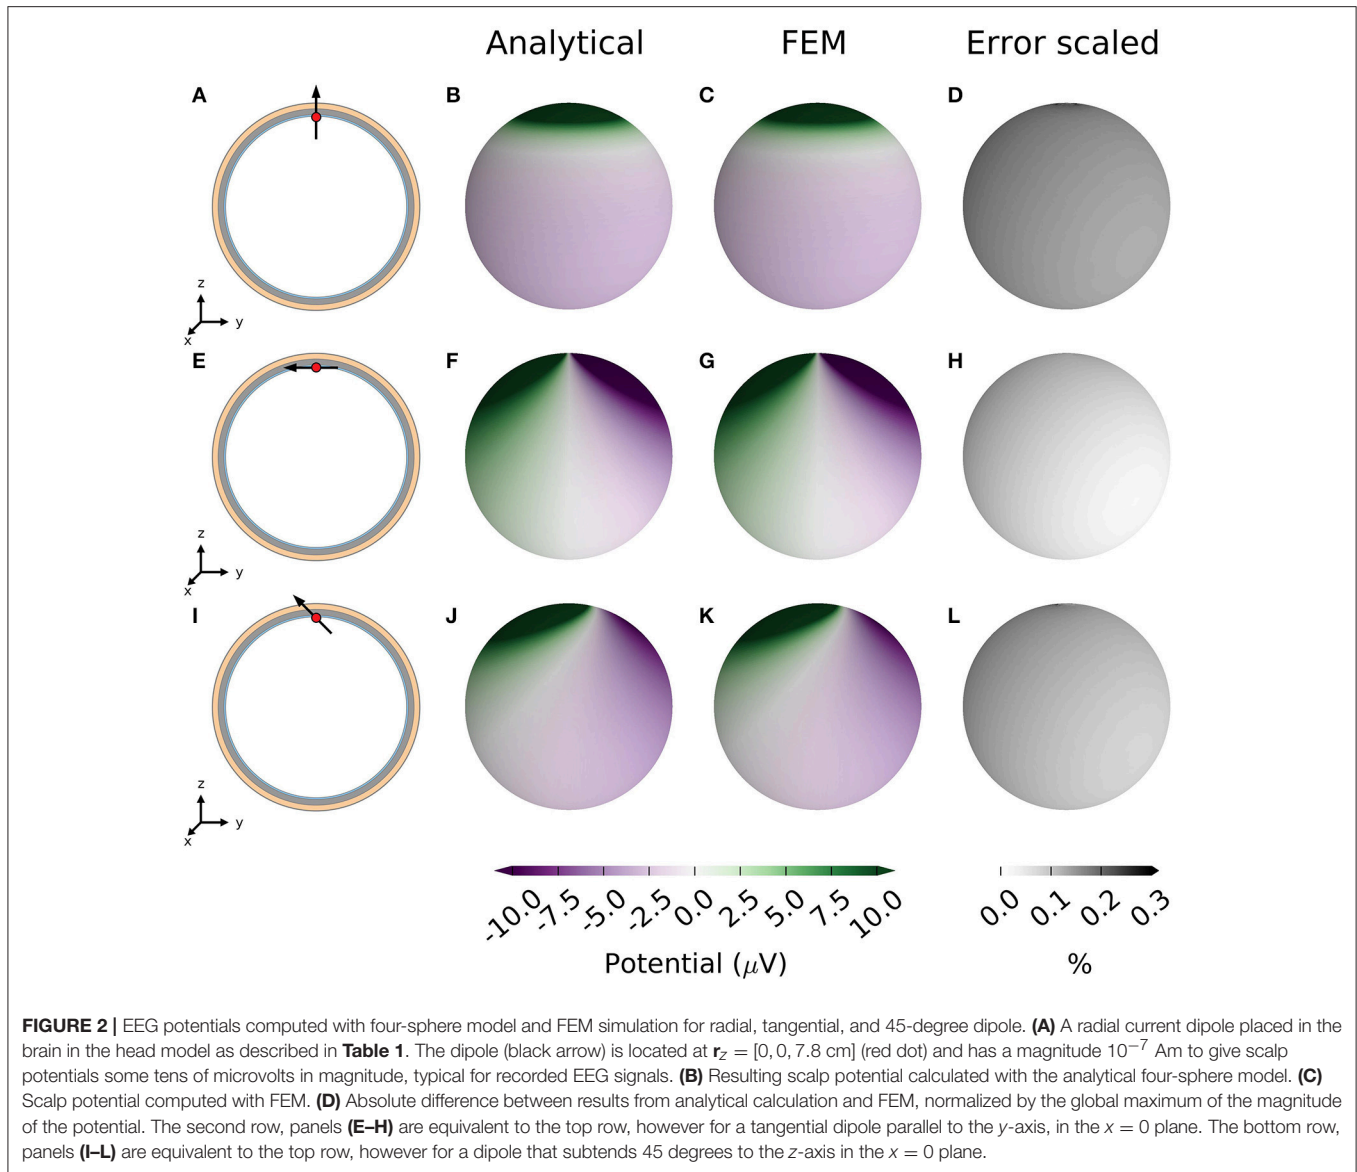 Analytical FEM Error scaled
A B C D
z
y
x
E F G H
z
y
x
I J K L
z
y
x
-10.0 -7.5 -5.0 -2.5 0.0 2.5 5.0 7.5 10.0 0.0 0.1 0.2 0.3
Potential (μV) %
FIGURE 2 | EEG potentials computed with four-sphere model and FEM simulation for radial, tangential, and 45-degree dipole. (A) A radial current dipole placed in the
brain in the head model as described in Table 1. The dipole (black arrow) is located at r_z = [0, 0, 7.8 cm] (red dot) and has a magnitude 10⁻⁷ Am to give scalp
potentials some tens of microvolts in magnitude, typical for recorded EEG signals. (B) Resulting scalp potential calculated with the analytical four-sphere model. (C)
Scalp potential computed with FEM. (D) Absolute difference between results from analytical calculation and FEM, normalized by the global maximum of the magnitude
of the potential. The second row, panels (E–H) are equivalent to the top row, however for a tangential dipole parallel to the y-axis, in the x = 0 plane. The bottom row,
panels (I–L) are equivalent to the top row, however for a dipole that subtends 45 degrees to the z-axis in the x = 0 plane.